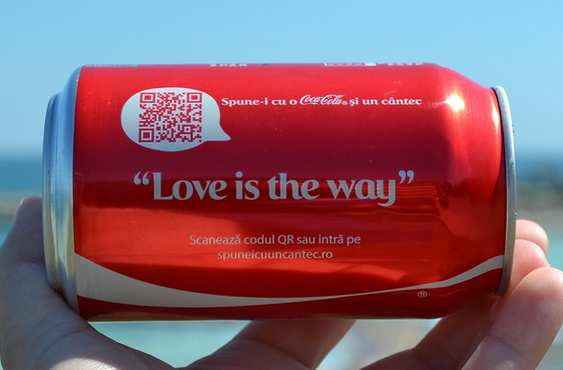 Spune-i cu o Coca-Cola® și un cântec
“Love is the way”
Scanează codul QR sau intră pe
spuneicuuncantec.ro
®